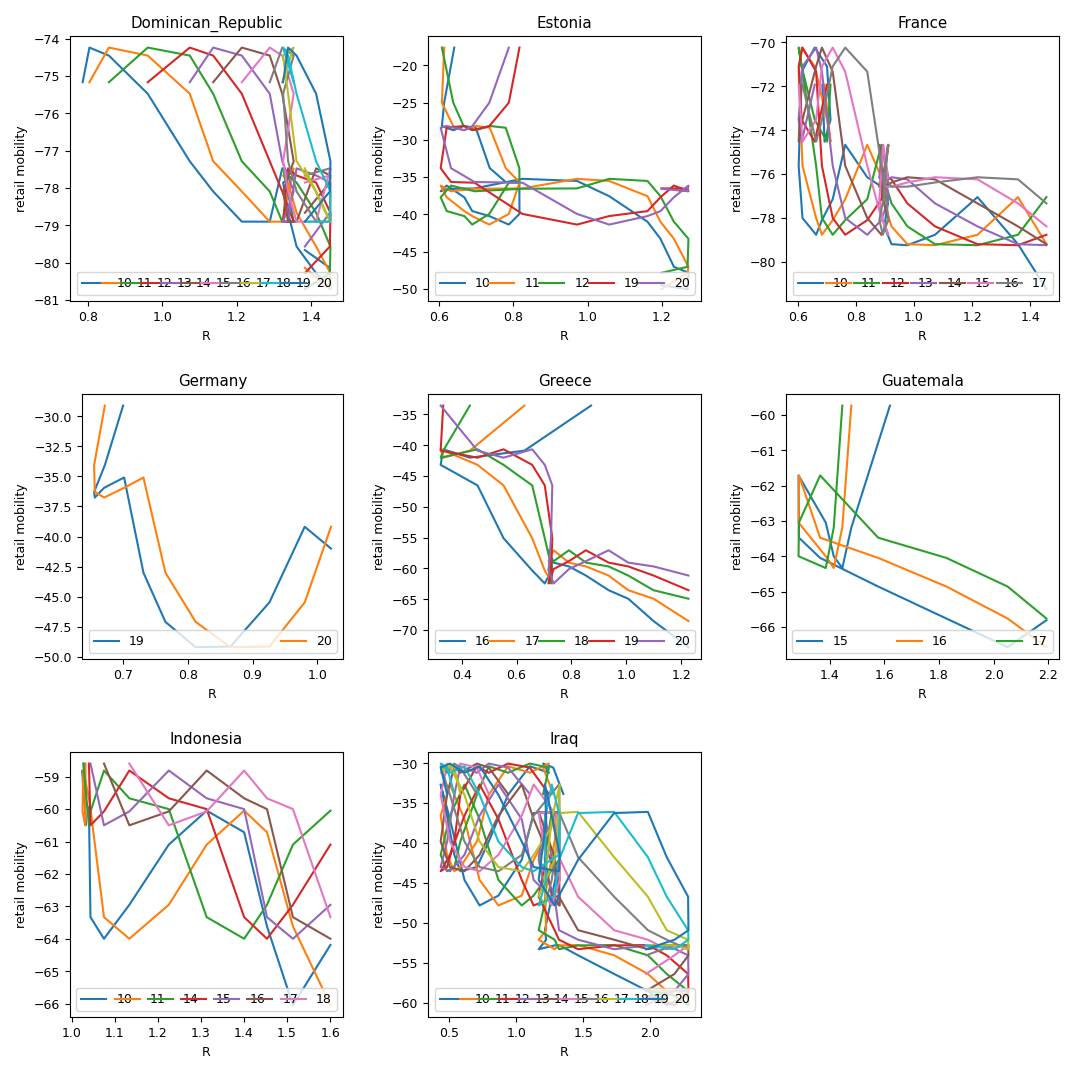 Dominican_Republic
−74
−75
−76
−77
−78
−79
−80
−81
retail mobility
10 11 12 13 14 15 16 17 18 19 20
0.8 1.0 1.2 1.4
R
Estonia
−20
−25
−30
−35
−40
−45
−50
retail mobility
10 11 12 19 20
0.6 0.8 1.0 1.2
R
France
−70
−72
−74
−76
−78
−80
retail mobility
10 11 12 13 14 15 16 17
0.6 0.8 1.0 1.2 1.4
R
Germany
−30.0
−32.5
−35.0
−37.5
−40.0
−42.5
−45.0
−47.5
−50.0
retail mobility
19 20
0.7 0.8 0.9 1.0
R
Greece
−35
−40
−45
−50
−55
−60
−65
−70
retail mobility
16 17 18 19 20
0.4 0.6 0.8 1.0 1.2
R
Guatemala
−60
−61
−62
−63
−64
−65
−66
retail mobility
15 16 17
1.4 1.6 1.8 2.0 2.2
R
Indonesia
−59
−60
−61
−62
−63
−64
−65
−66
retail mobility
10 11 14 15 16 17 18
1.0 1.1 1.2 1.3 1.4 1.5 1.6
R
Iraq
−30
−35
−40
−45
−50
−55
−60
retail mobility
10 11 12 13 14 15 16 17 18 19 20
0.5 1.0 1.5 2.0
R